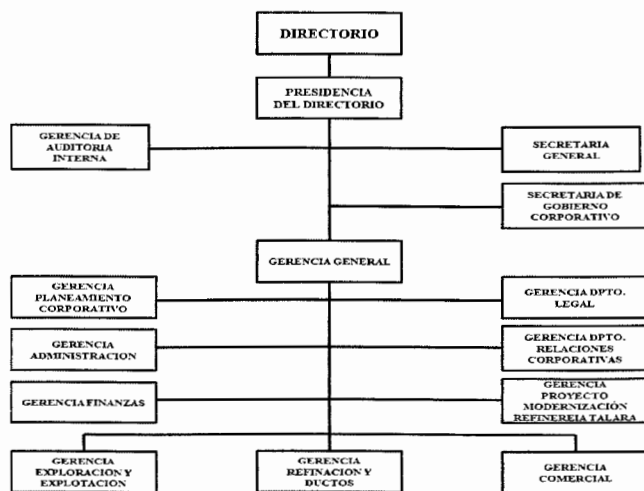 DIRECTORIO
PRESIDENCIA
DEL DIRECTORIO
GERENCIA DE
AUDITORIA
INTERNA
SECRETARIA
GENERAL
SECRETARIA DE
GOBIERNO
CORPORATIVO
GERENCIA GENERAL
GERENCIA
PLANEAMIENTO
CORPORATIVO
GERENCIA DPTO.
LEGAL
GERENCIA
ADMINISTRACION
GERENCIA DPTO.
RELACIONES
CORPORATIVAS
GERENCIA FINANZAS
GERENCIA
PROYECTO
MODERNIZACIÓN
REFINEREIA TALARA
GERENCIA
EXPLORACION Y
EXPLOTACION
GERENCIA
REFINACION Y
DUCTOS
GERENCIA
COMERCIAL